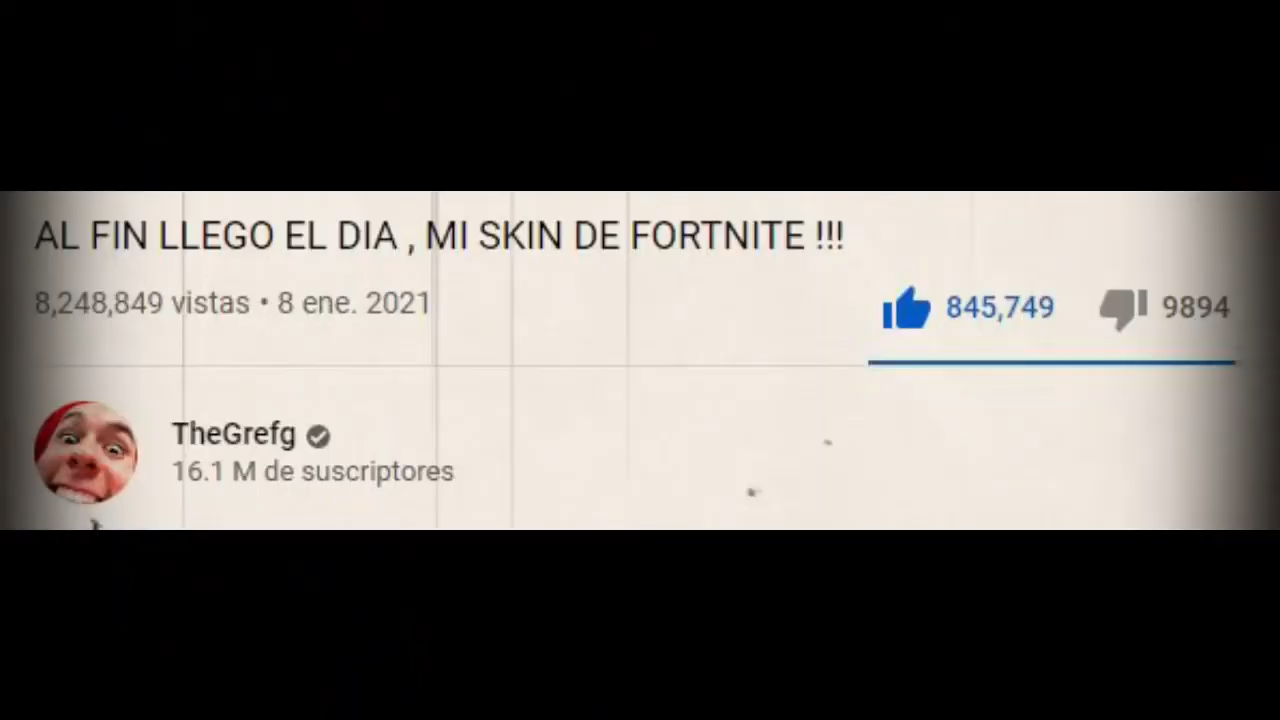 AL FIN LLEGO EL DIA , MI SKIN DE FORTNITE !!!
8,248,849 vistas • 8 ene. 2021
845,749 9894
TheGrefg
16.1 M de suscriptores